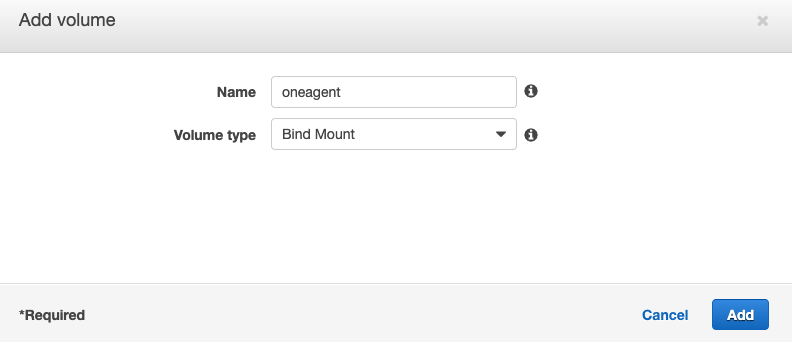 Add volume
Name oneagent
Volume type Bind Mount
*Required Cancel Add